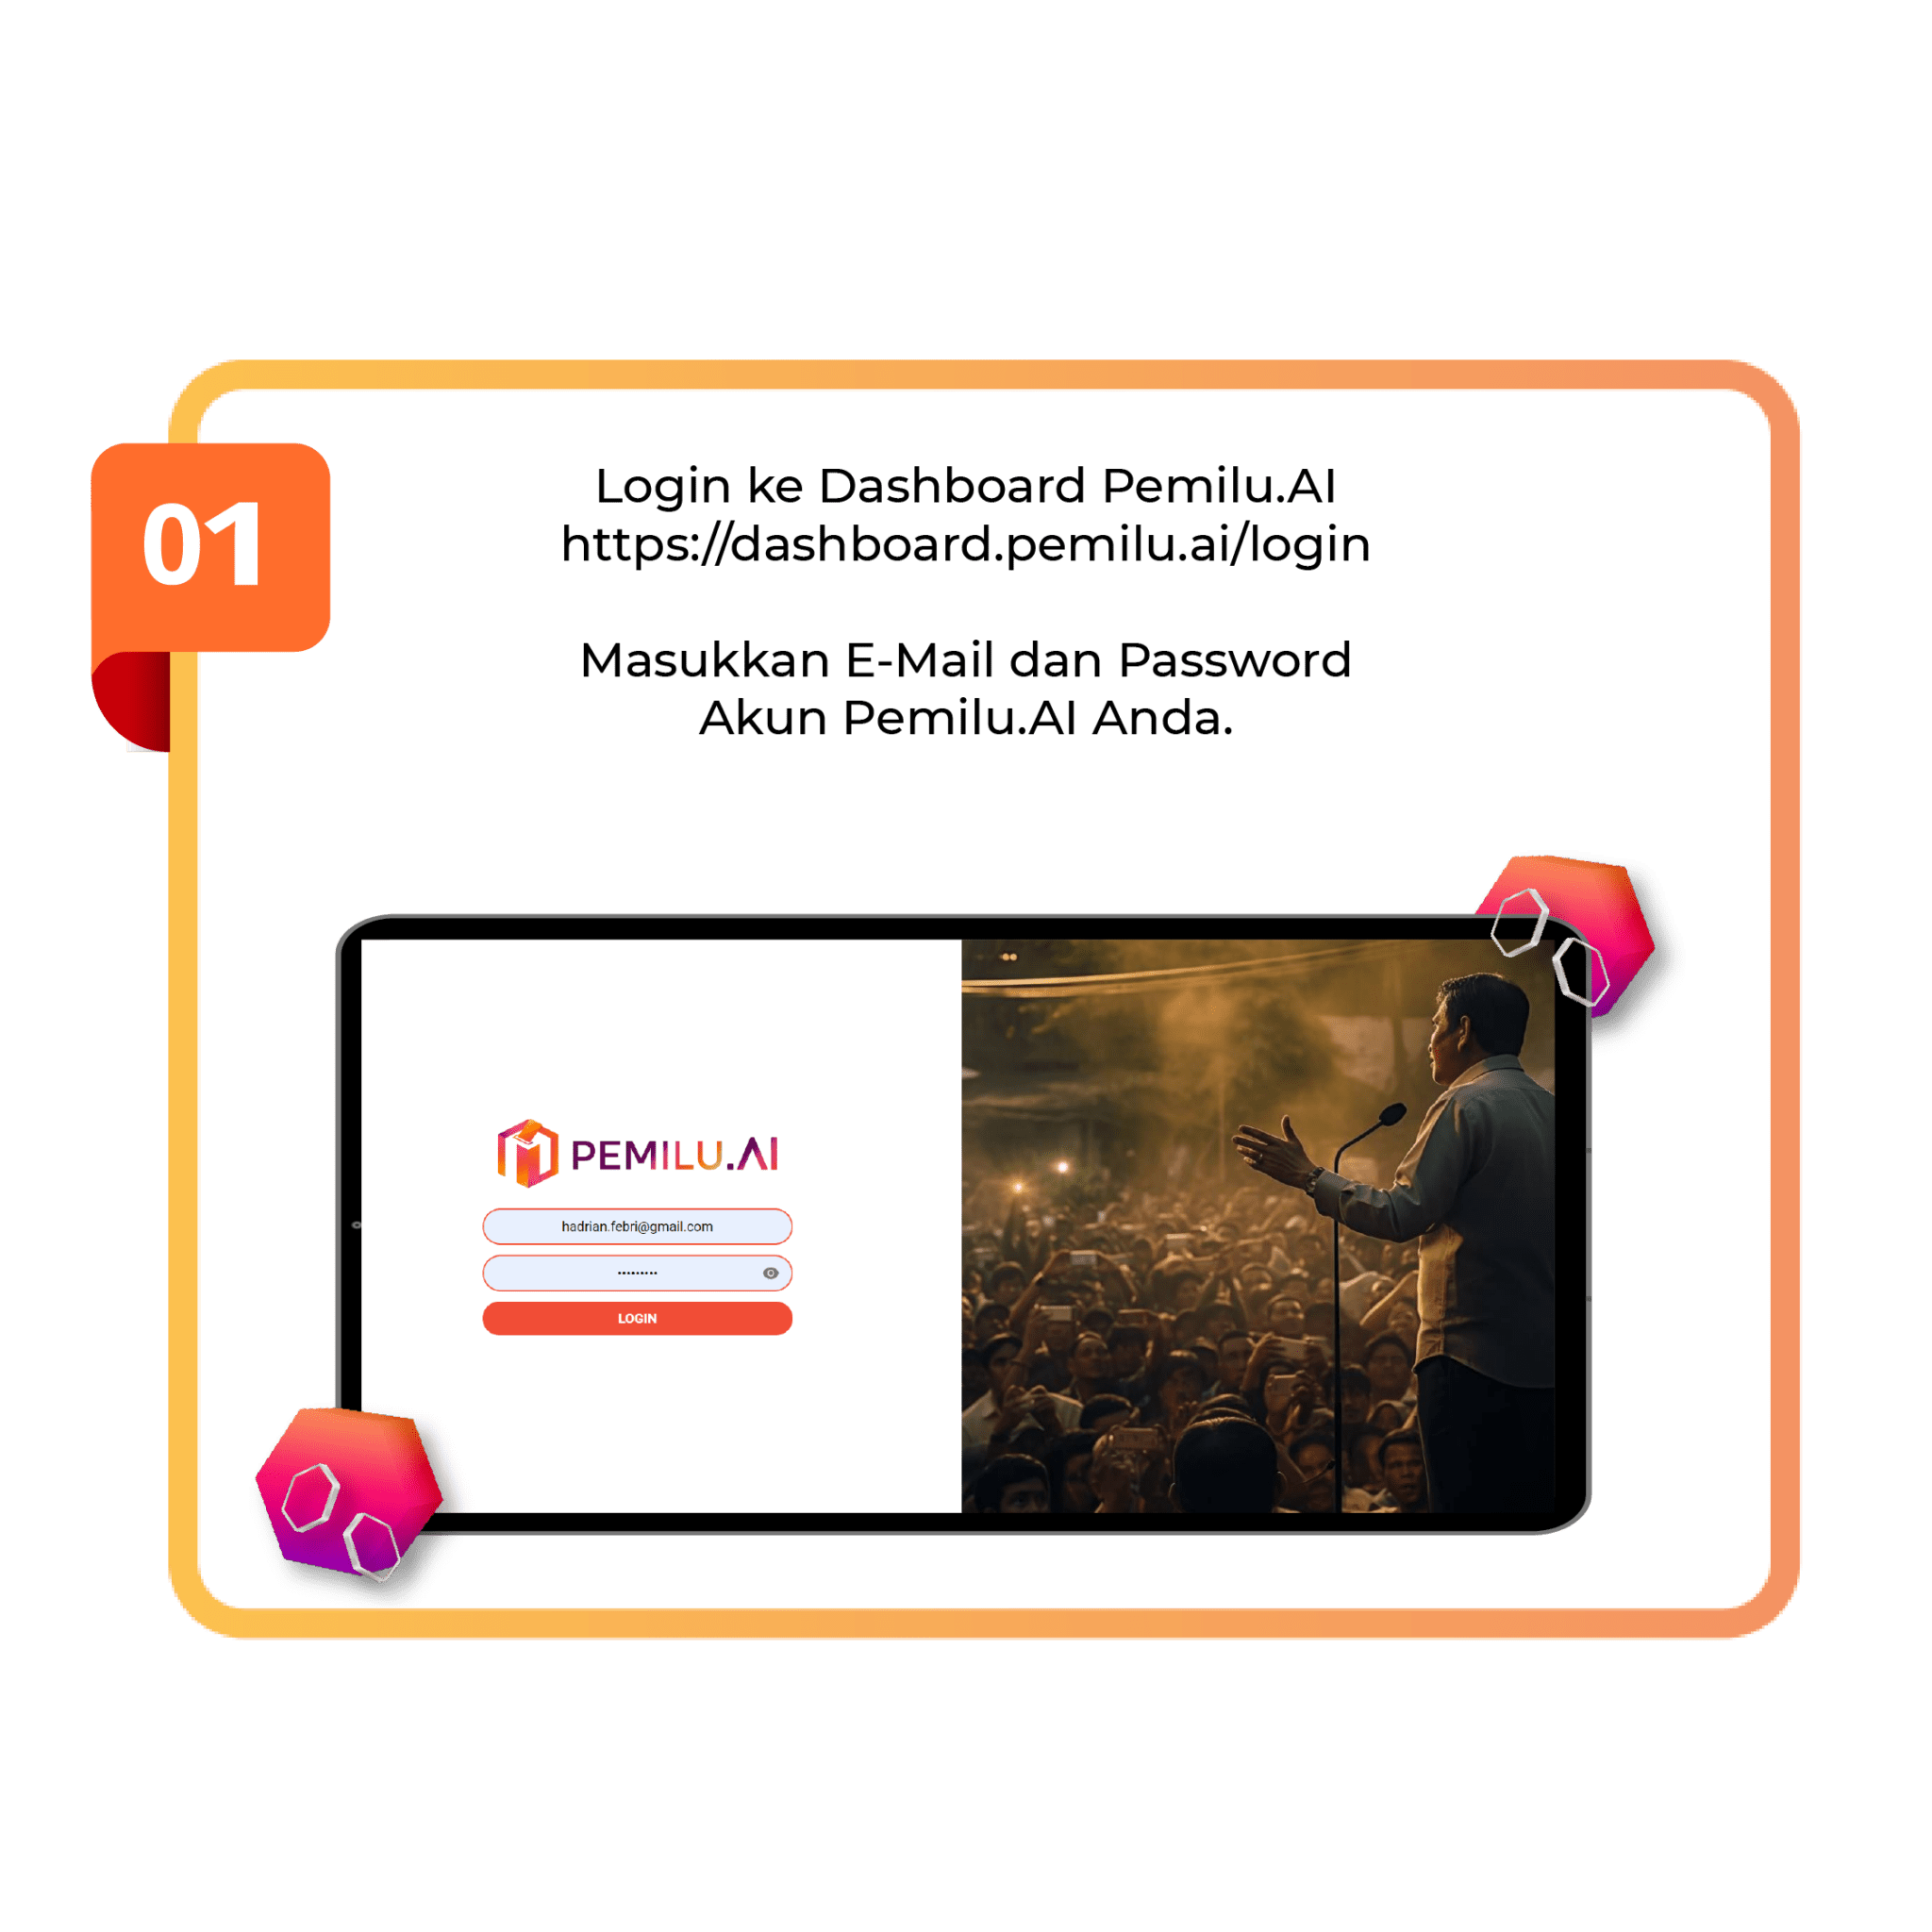 01
Login ke Dashboard Pemilu.AI
https://dashboard.pemilu.ai/login
Masukkan E-Mail dan Password
Akun Pemilu.AI Anda.
PEMILU.AI
hadrian.febri@gmail.com
•••••••••
LOGIN